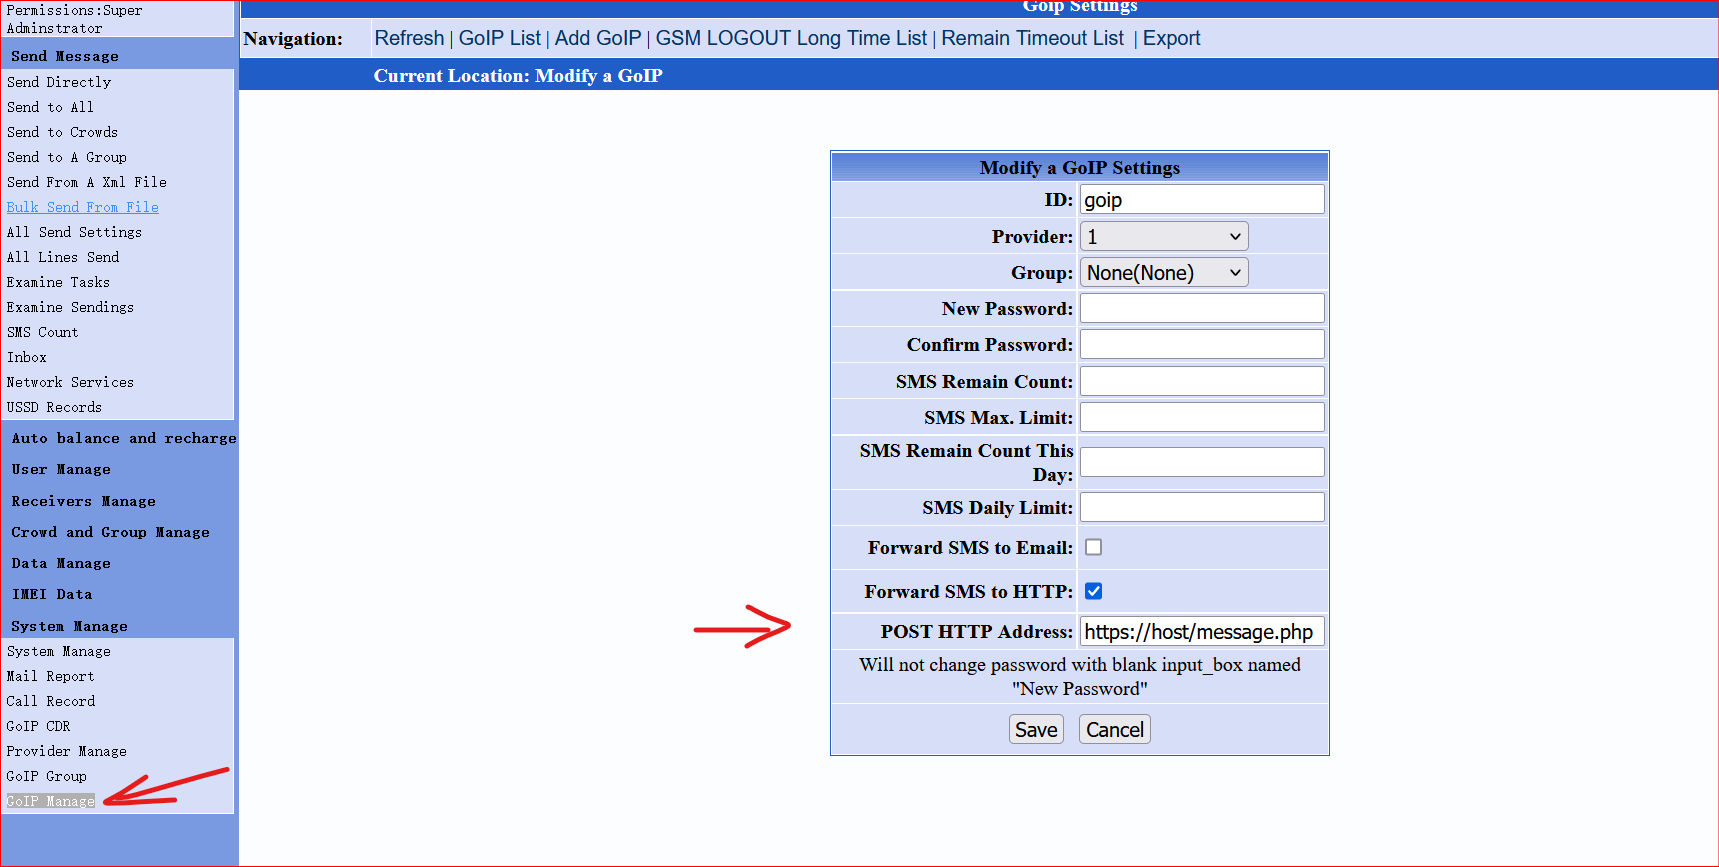 Permissions:Super
Adminstrator
Send Message
Send Directly
Send to All
Send to Crowds
Send to A Group
Send From A Xml File
Bulk Send From File
All Send Settings
All Lines Send
Examine Tasks
Examine Sendings
SMS Count
Inbox
Network Services
USSD Records
Auto balance and recharge
User Manage
Receivers Manage
Crowd and Group Manage
Data Manage
IMEI Data
System Manage
System Manage
Mail Report
Call Record
GoIP CDR
Provider Manage
GoIP Group
GoIP Manage
Goip Settings
Navigation: Refresh | GoIP List | Add GoIP | GSM LOGOUT Long Time List | Remain Timeout List | Export
Current Location: Modify a GoIP
Modify a GoIP Settings
ID: goip
Provider: 1
Group: None(None)
New Password:
Confirm Password:
SMS Remain Count:
SMS Max. Limit:
SMS Remain Count This
Day:
SMS Daily Limit:
Forward SMS to Email:
Forward SMS to HTTP:
POST HTTP Address: https://host/message.php
Will not change password with blank input_box named
"New Password"
Save Cancel